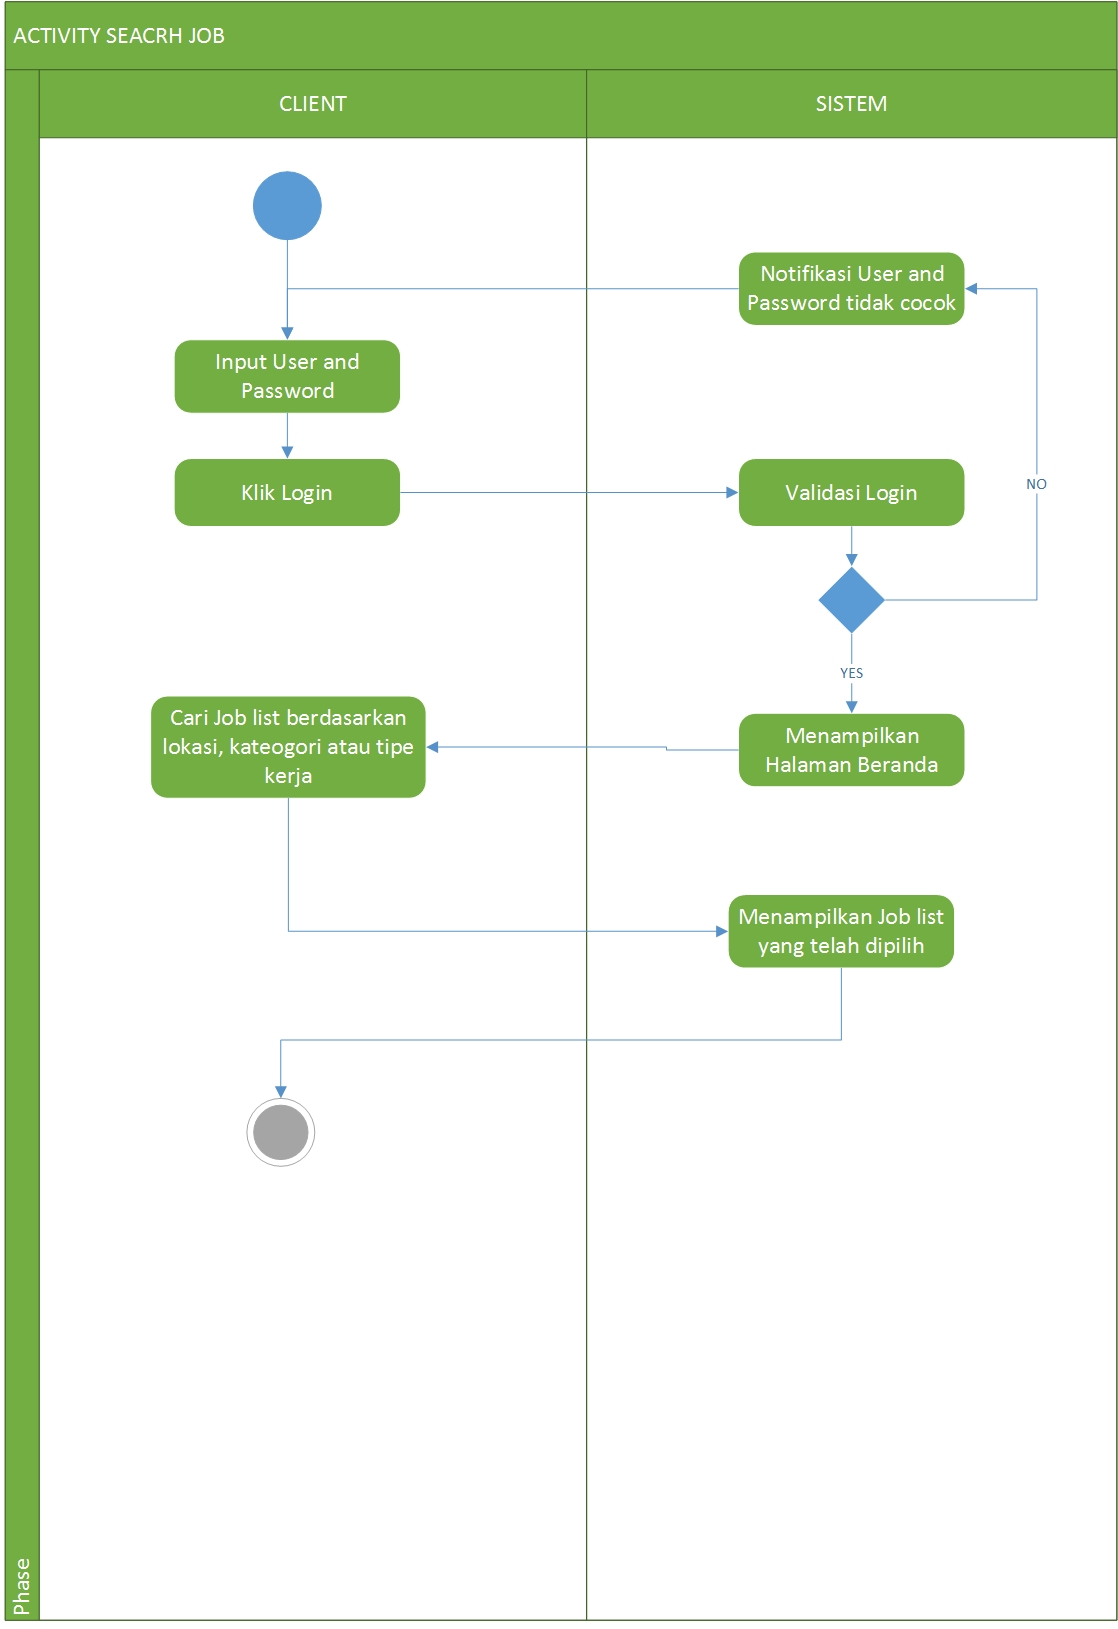 ACTIVITY SEACRH JOB
CLIENT
SISTEM
Notifikasi User and
Password tidak cocok
Input User and
Password
Klik Login
Validasi Login
NO
YES
Cari Job list berdasarkan
lokasi, kateogori atau tipe
kerja
Menampilkan
Halaman Beranda
Menampilkan Job list
yang telah dipilih
Phase